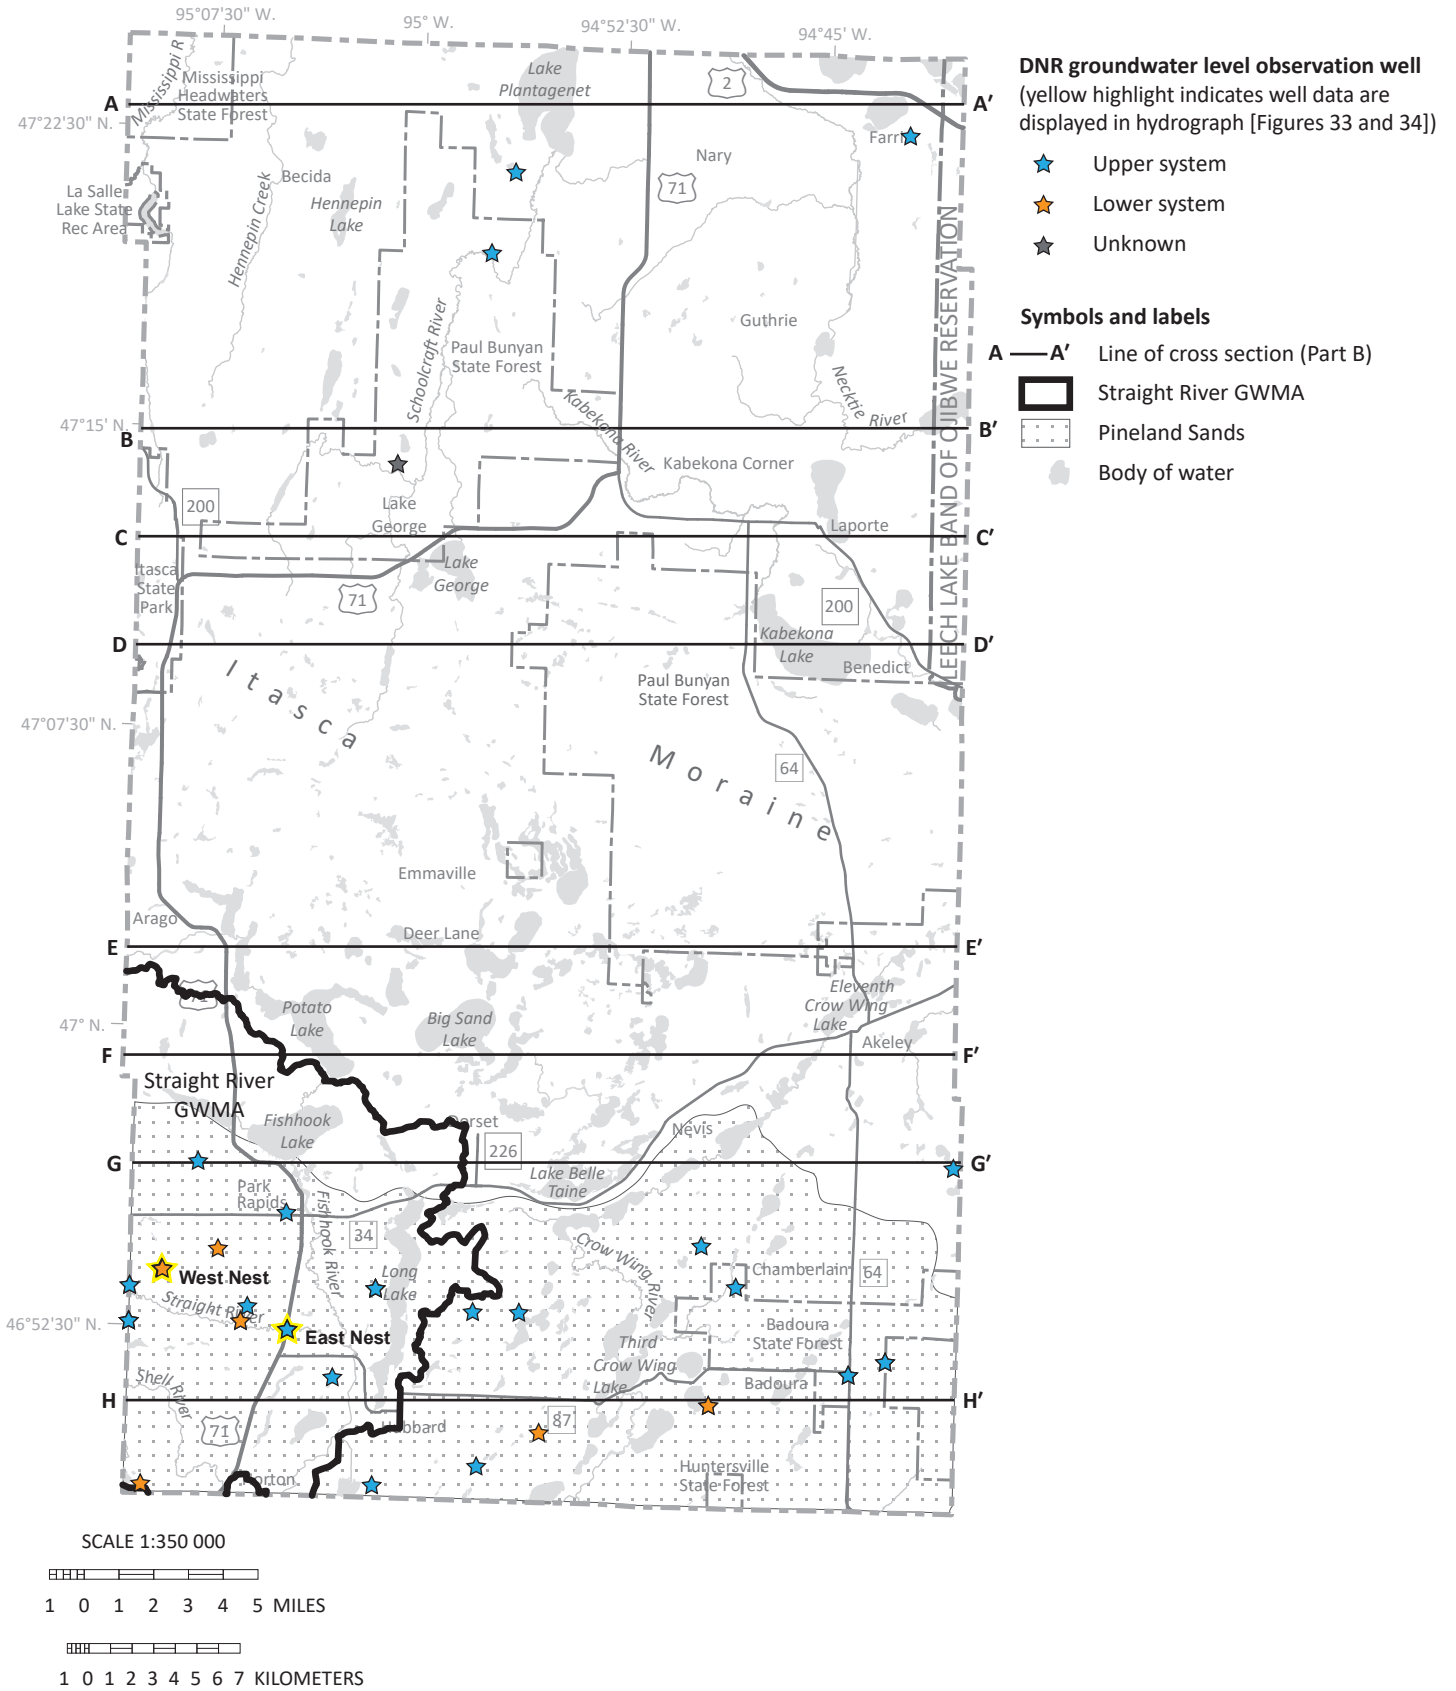 95°07'30" W.
95° W.
94°52'30" W.
94°45' W.
Mississippi R
Mississippi
Headwaters
State Forest
Lake
Plantagenet
2
A
A′
47°22'30" N.
Nary
Becida
71
La Salle
Lake State
Rec Area
Hennepin
Lake
Hennepin Creek
Schoolcraft River
Guthrie
Paul Bunyan
State Forest
Necktie River
Kabekona River
LEECH LAKE BAND OF OJIBWE RESERVATION
47°15' N.
B
B′
Kabekona Corner
200
Lake
George
Laporte
C
C′
Itasca
State
Park
Lake
George
71
200
Kabekona
Lake
D
D′
Benedict
Paul Bunyan
State Forest
Itasca
47°07'30" N.
Moraine
64
Emmaville
Arago
Deer Lane
E
E′
71
Eleventh
Crow Wing
Lake
Potato
Lake
Big Sand
Lake
47° N.
Akeley
F
F′
Straight River
GWMA
Fishhook
Lake
Dorset
Nevis
226
G
G′
Lake Belle
Taine
Park
Rapids
Fishhook River
34
Crow Wing River
Chamberlain
64
West Nest
Long
Lake
Straight River
46°52'30" N.
East Nest
Badoura
State Forest
Third
Crow Wing
Lake
Shell River
Badoura
H
H′
71
Hubbard
87
Huntersville
State Forest
DNR groundwater level observation well
(yellow highlight indicates well data are
displayed in hydrograph [Figures 33 and 34])
Upper system
Lower system
Unknown
Symbols and labels
A A′ Line of cross section (Part B)
Straight River GWMA
Pineland Sands
Body of water
SCALE 1:350 000
1 0 1 2 3 4 5 MILES
1 0 1 2 3 4 5 6 7 KILOMETERS